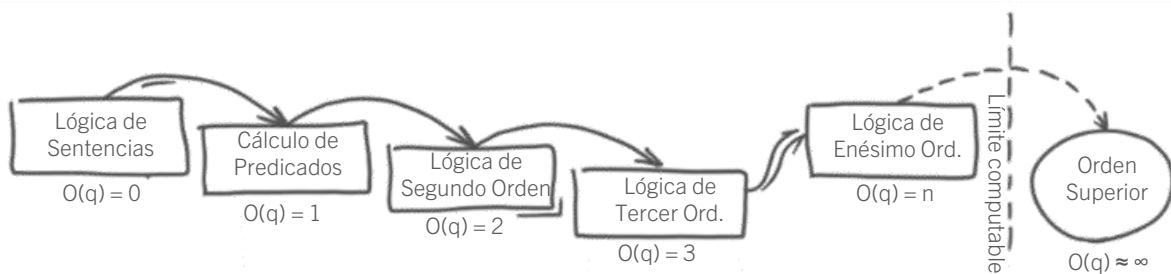 Lógica de
Sentencias
O(q) = 0
Cálculo de
Predicados
O(q) = 1
Lógica de
Segundo Orden
O(q) = 2
Lógica de
Tercer Ord.
O(q) = 3
Lógica de
Enésimo Ord.
O(q) = n
Límite computable
Orden
Superior
O(q) ≈ ∞